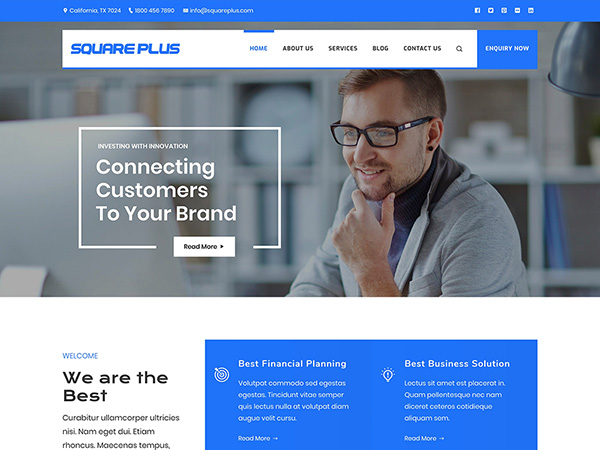 California, TX 7024 1800 456 7890 info@squareplus.com
SQUARE PLUS HOME ABOUT US SERVICES BLOG CONTACT US ENQUIRY NOW
INVESTING WITH INNOVATION
Connecting
Customers
To Your Brand
Read More
WELCOME
We are the
Best
Curabitur ullamcorper ultricies
nisi. Nam eget dui. Etiam
rhoncus. Maecenas tempus,
Best Financial Planning
Volutpat commodo sed egestas
egestas. Tincidunt vitae semper
quis lectus nulla at volutpat diam
augue velit cursu.
Read More →
Best Business Solution
Lectus sit amet est placerat in.
Quam pellentesque nec nam
diceret ceteros cotidieque
aliquam sem.
Read More →